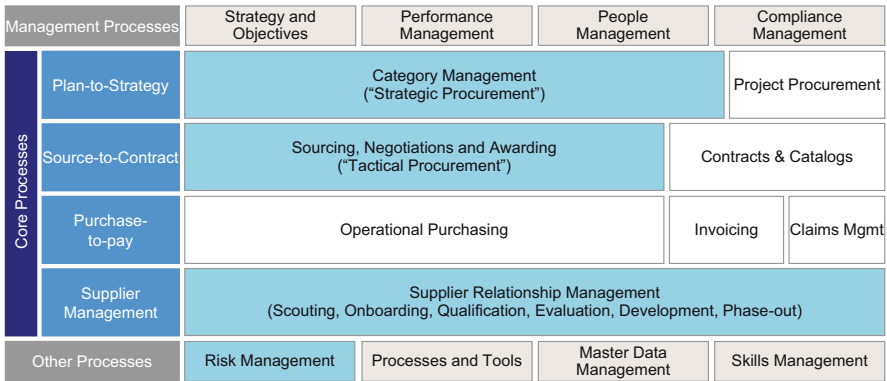 Management Processes
Strategy and
Objectives
Performance
Management
People
Management
Compliance
Management
Core Processes
Plan-to-Strategy
Category Management
(“Strategic Procurement”)
Project Procurement
Source-to-Contract
Sourcing, Negotiations and Awarding
(“Tactical Procurement”)
Contracts & Catalogs
Purchase-
to-pay
Operational Purchasing
Invoicing
Claims Mgmt
Supplier
Management
Supplier Relationship Management
(Scouting, Onboarding, Qualification, Evaluation, Development, Phase-out)
Other Processes
Risk Management
Processes and Tools
Master Data
Management
Skills Management